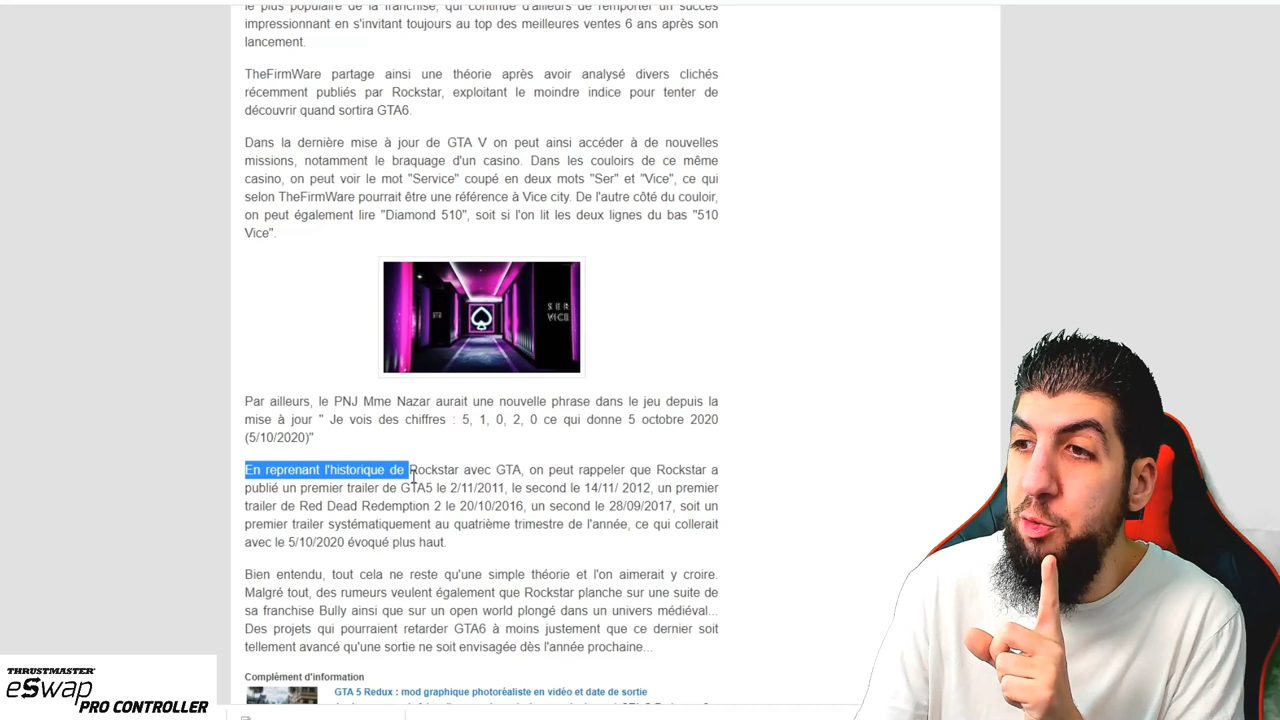 le plus populaire de la franchise, qui continue d'ailleurs de remporter un succès
impressionnant en s'invitant toujours au top des meilleures ventes 6 ans après son
lancement.
TheFirmWare partage ainsi une théorie après avoir analysé divers clichés
récemment publiés par Rockstar, exploitant le moindre indice pour tenter de
découvrir quand sortira GTA6.
Dans la dernière mise à jour de GTA V on peut ainsi accéder à de nouvelles
missions, notamment le braquage d'un casino. Dans les couloirs de ce même
casino, on peut voir le mot "Service" coupé en deux mots "Ser" et "Vice", ce qui
selon TheFirmWare pourrait être une référence à Vice city. De l'autre côté du couloir,
on peut également lire "Diamond 510", soit si l'on lit les deux lignes du bas "510
Vice".
SER
VICE
Par ailleurs, le PNJ Mme Nazar aurait une nouvelle phrase dans le jeu depuis la
mise à jour " Je vois des chiffres : 5, 1, 0, 2, 0 ce qui donne 5 octobre 2020
(5/10/2020)"
En reprenant l'historique de Rockstar avec GTA, on peut rappeler que Rockstar a
publié un premier trailer de GTA5 le 2/11/2011, le second le 14/11/ 2012, un premier
trailer de Red Dead Redemption 2 le 20/10/2016, un second le 28/09/2017, soit un
premier trailer systématiquement au quatrième trimestre de l'année, ce qui collerait
avec le 5/10/2020 évoqué plus haut.
Bien entendu, tout cela ne reste qu'une simple théorie et l'on aimerait y croire.
Malgré tout, des rumeurs veulent également que Rockstar planche sur une suite de
sa franchise Bully ainsi que sur un open world plongé dans un univers médiéval...
Des projets qui pourraient retarder GTA6 à moins justement que ce dernier soit
tellement avancé qu'une sortie ne soit envisagée dès l'année prochaine...
Complément d'information
GTA 5 Redux : mod graphique photoréaliste en vidéo et date de sortie
THRUSTMASTER
eSwap
PRO CONTROLLER